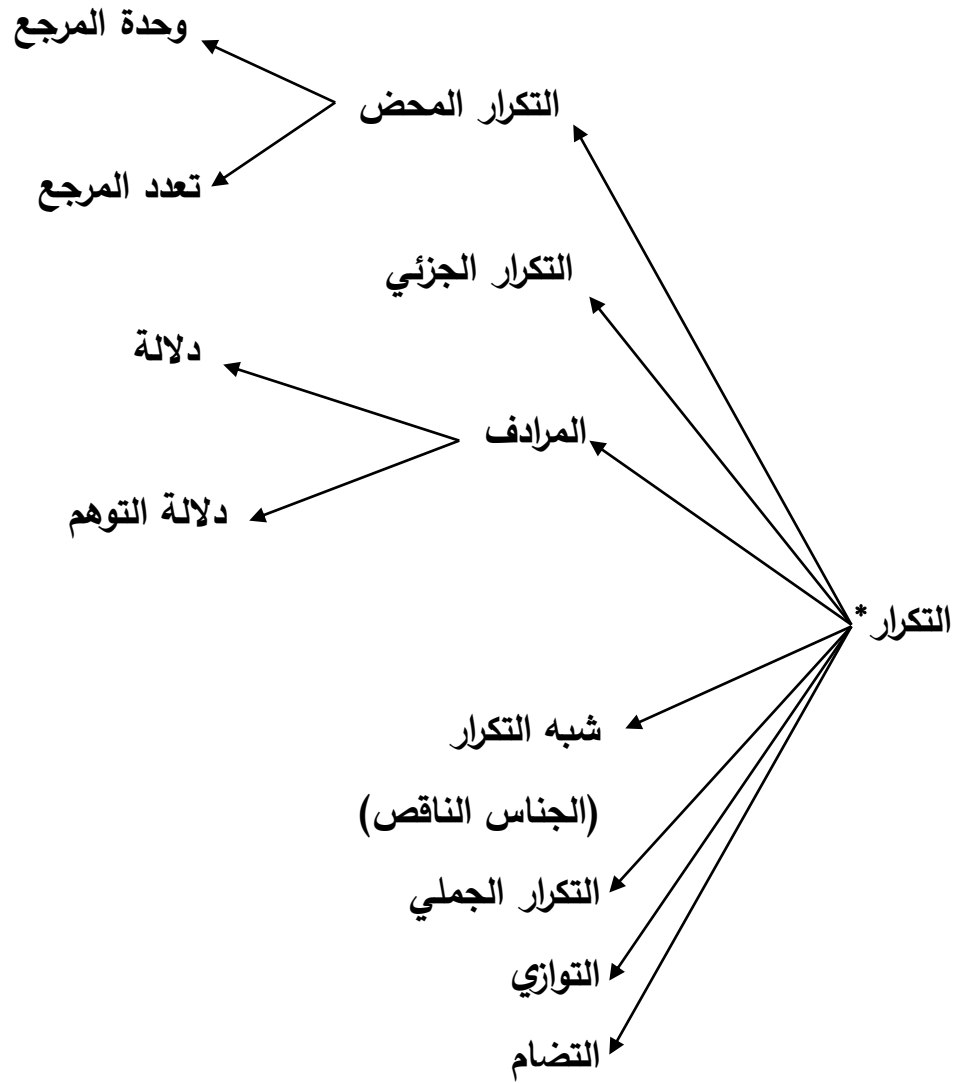 وحدة المرجع
التكرار المحض
تعدد المرجع
التكرار الجزئي
دلالة
المرادف
دلالة التوهم
التكرار*
شبه التكرار
(الجناس الناقص)
التكرار الجملي
التوازي
التضام